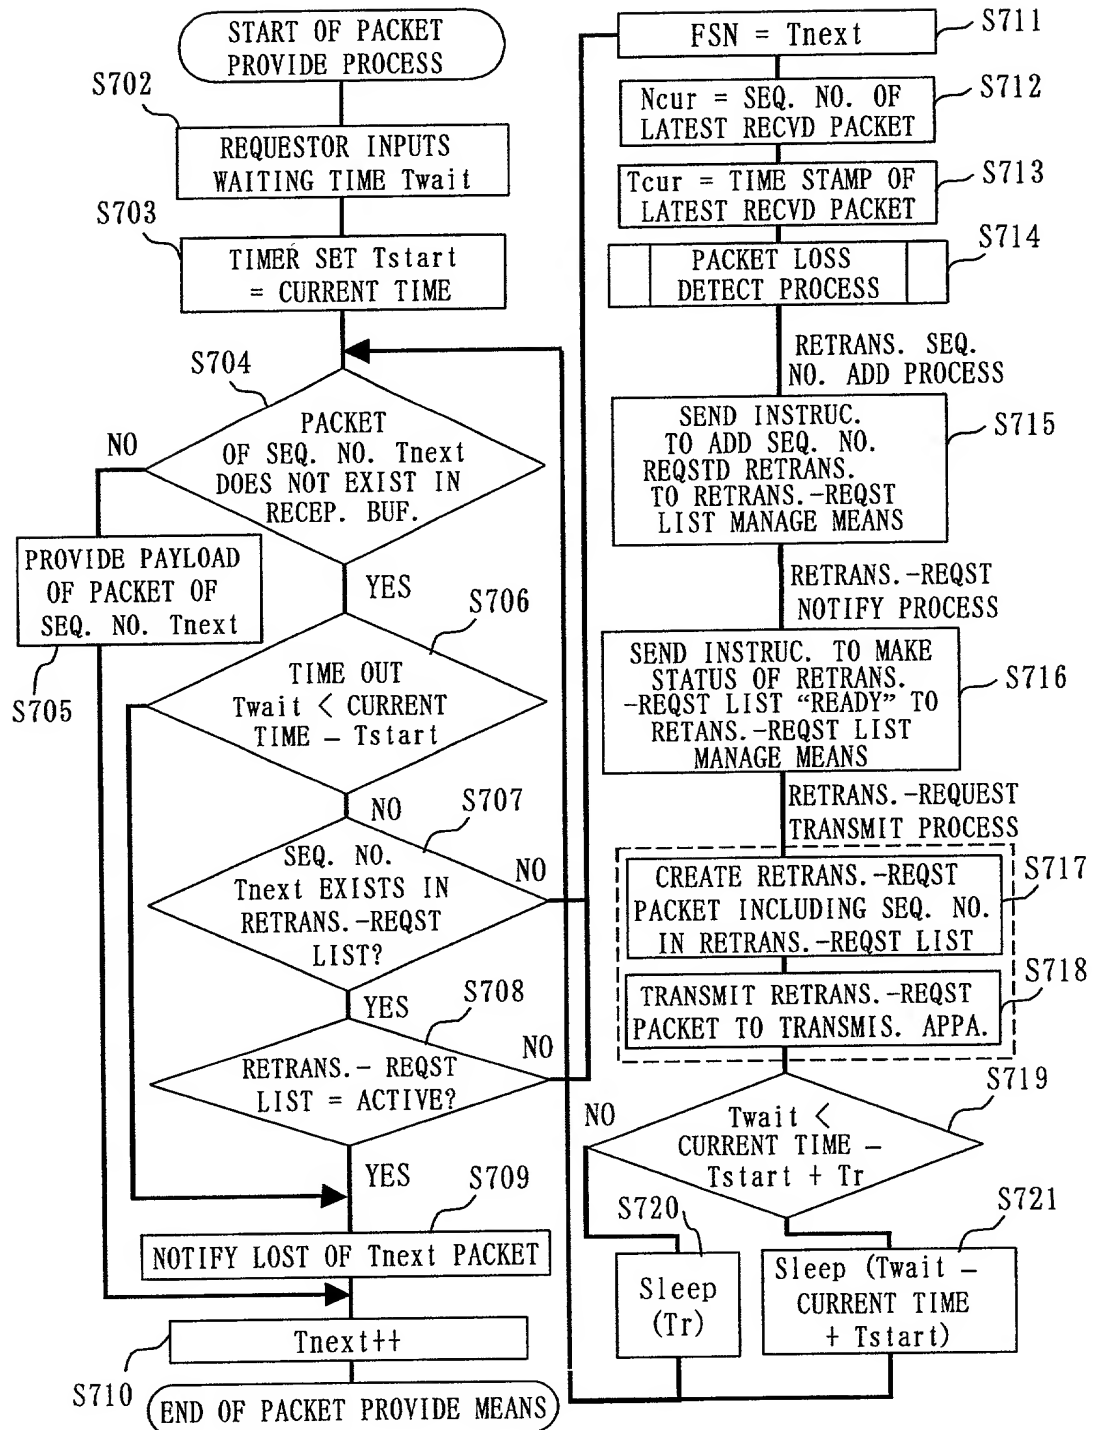 START OF PACKET
PROVIDE PROCESS
S702
REQUESTOR INPUTS
WAITING TIME Twait
S703
TIMER SET Tstart
= CURRENT TIME
S704
PACKET
OF SEQ. NO. Tnext
DOES NOT EXIST IN
RECEP. BUF.
NO
YES
PROVIDE PAYLOAD
OF PACKET OF
SEQ. NO. Tnext
S705
S706
TIME OUT
Twait < CURRENT
TIME – Tstart
NO
S707
SEQ. NO.
Tnext EXISTS IN
RETRANS.-REQST
LIST?
NO
YES
S708
RETRANS.- REQST
LIST = ACTIVE?
NO
YES
S709
NOTIFY LOST OF Tnext PACKET
Tnext++
S710
END OF PACKET PROVIDE MEANS
S711
FSN = Tnext
S712
Ncur = SEQ. NO. OF
LATEST RECVD PACKET
S713
Tcur = TIME STAMP OF
LATEST RECVD PACKET
S714
PACKET LOSS
DETECT PROCESS
RETRANS. SEQ.
NO. ADD PROCESS
SEND INSTRUC.
TO ADD SEQ. NO.
REQSTD RETRANS.
TO RETRANS.-REQST
LIST MANAGE MEANS
S715
RETRANS.-REQST
NOTIFY PROCESS
SEND INSTRUC. TO MAKE
STATUS OF RETRANS.
-REQST LIST “READY” TO
RETANS.-REQST LIST
MANAGE MEANS
S716
RETRANS.-REQUEST
TRANSMIT PROCESS
CREATE RETRANS.-REQST
PACKET INCLUDING SEQ. NO.
IN RETRANS.-REQST LIST
S717
TRANSMIT RETRANS.-REQST
PACKET TO TRANSMIS. APPA.
S718
S719
Twait <
CURRENT TIME –
Tstart + Tr
NO
S720
Sleep
(Tr)
S721
Sleep (Twait –
CURRENT TIME
+ Tstart)